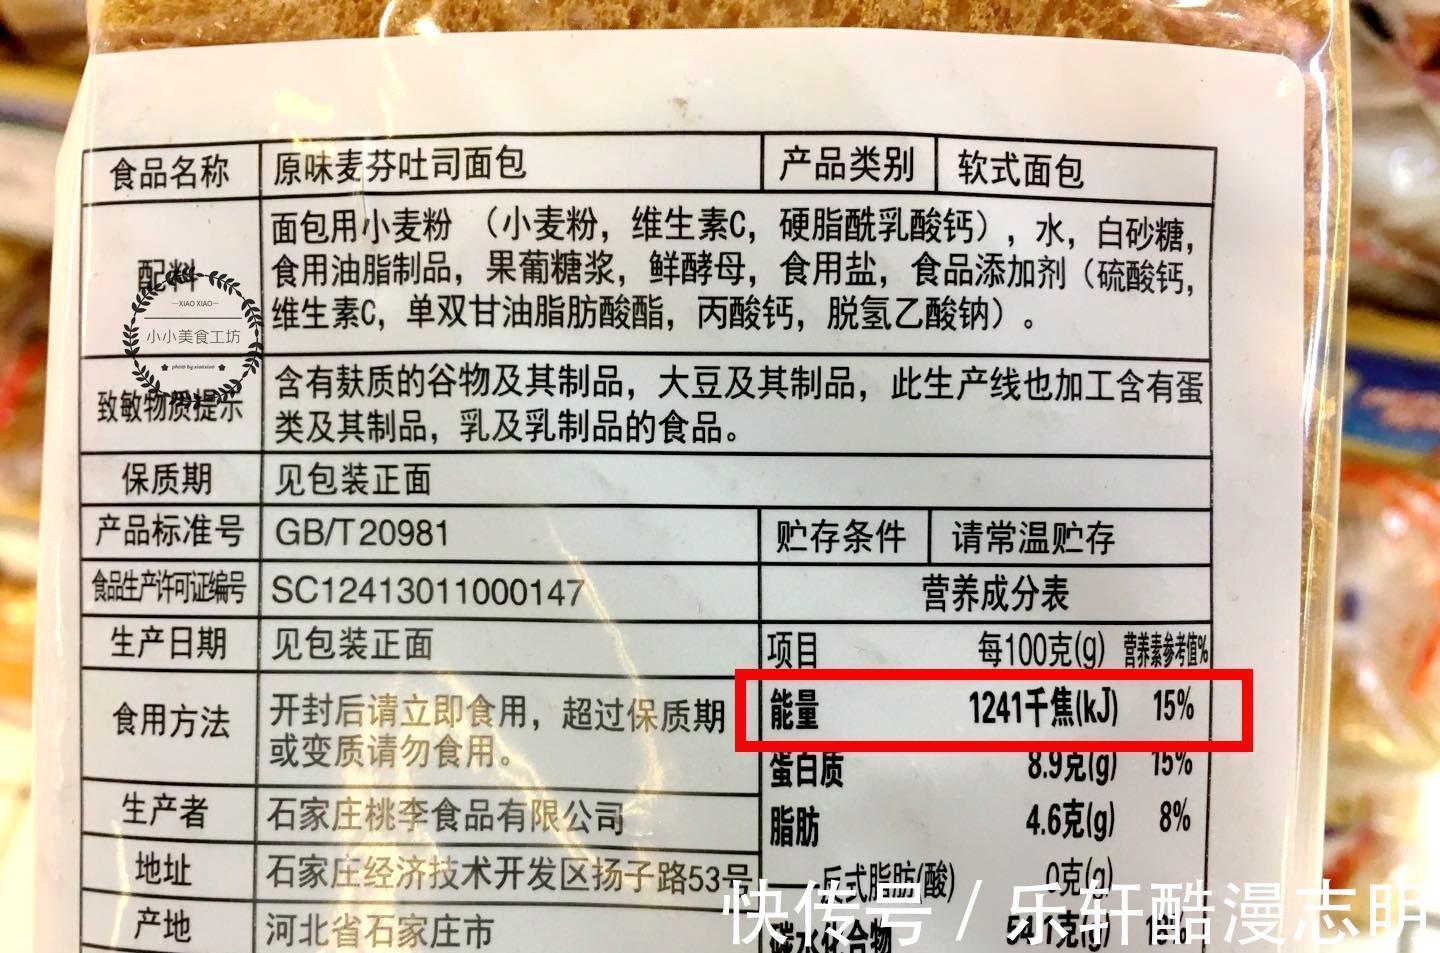 食品名称 原味麦芬吐司面包 产品类别 软式面包
配料 面包用小麦粉（小麦粉，维生素C，硬脂酰乳酸钙），水，白砂糖，
食用油脂制品，果葡糖浆，鲜酵母，食用盐，食品添加剂（硫酸钙，
维生素C，单双甘油脂肪酸酯，丙酸钙，脱氢乙酸钠）。
XIAO XIAO
小小美食工坊
photo by xiaoxiao
致敏物质提示 含有麸质的谷物及其制品，大豆及其制品，此生产线也加工含有蛋
类及其制品，乳及乳制品的食品。
保质期 见包装正面
产品标准号 GB/T20981 贮存条件 请常温贮存
食品生产许可证编号 SC12413011000147 营养成分表
生产日期 见包装正面 项目 每100克(g) 营养素参考值%
食用方法 开封后请立即食用，超过保质期
或变质请勿食用。
能量 1241千焦(kJ) 15%
蛋白质 8.9克(g) 15%
脂肪 4.6克(g) 8%
反式脂肪(酸) 0克(g)
碳水化合物
生产者 石家庄桃李食品有限公司
地址 石家庄经济技术开发区扬子路53号
产地 河北省石家庄市
快传号 / 乐轩酷漫志明